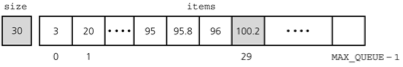 size items
30 3 20 •••• 95 95.8 96 100.2 ••••
0 1 29 MAX_QUEUE – 1